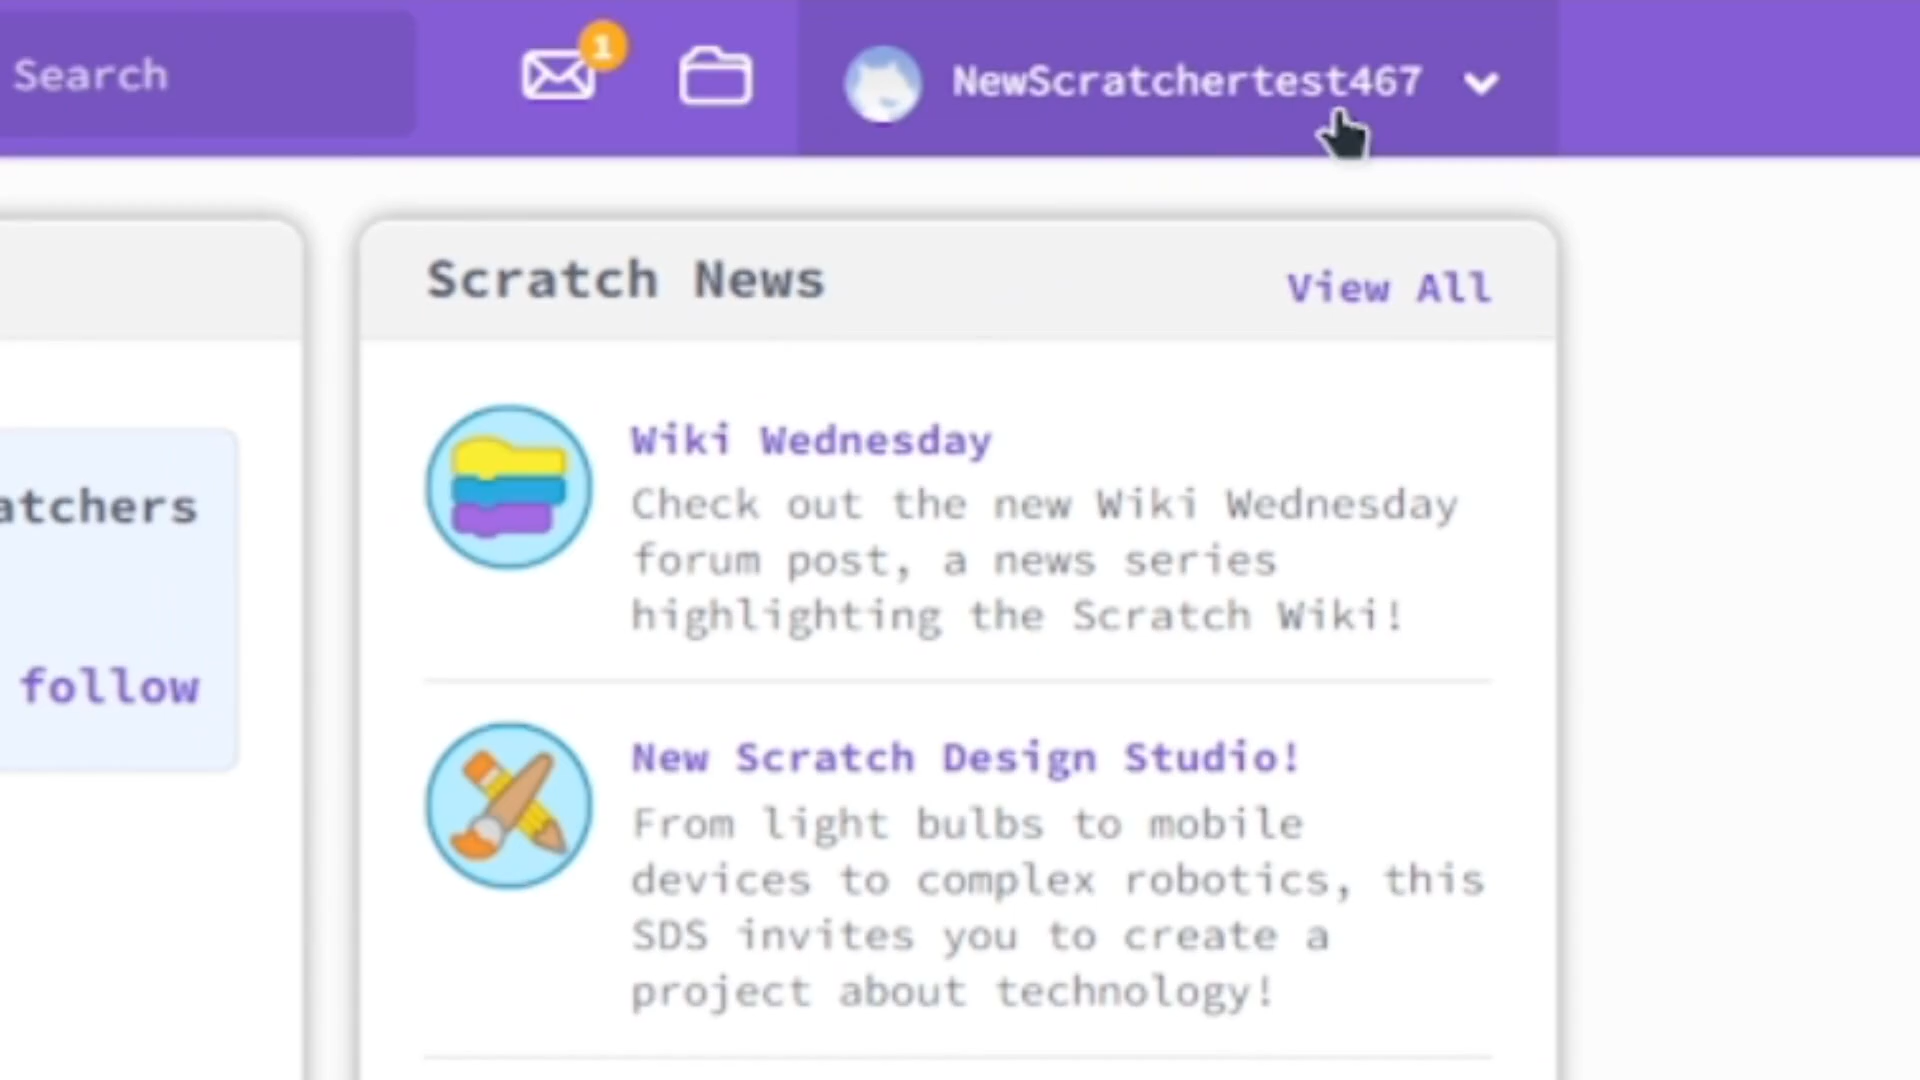 Search
1
NewScratchertest467
Scratch News
View All
atchers
follow
Wiki Wednesday
Check out the new Wiki Wednesday
forum post, a news series
highlighting the Scratch Wiki!
New Scratch Design Studio!
From light bulbs to mobile
devices to complex robotics, this
SDS invites you to create a
project about technology!